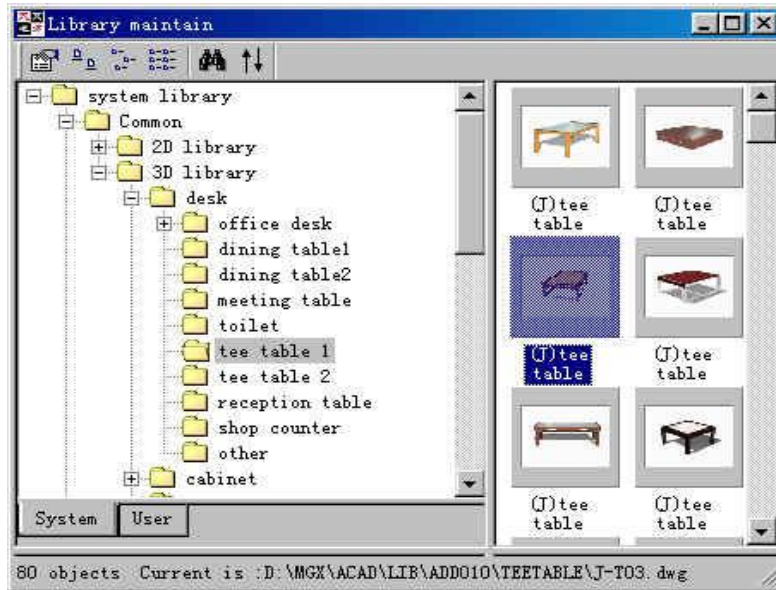 Library maintain
system library
Common
2D library
3D library
desk
office desk
dining table1
dining table2
meeting table
toilet
tee table 1
tee table 2
reception table
shop counter
other
cabinet
System User
(J)tee
table
(J)tee
table
(J)tee
table
(J)tee
table
(J)tee
table
(J)tee
table
80 objects Current is :D:\MGX\ACAD\LIB\ADD010\TEETABLE\J-T03.dwg